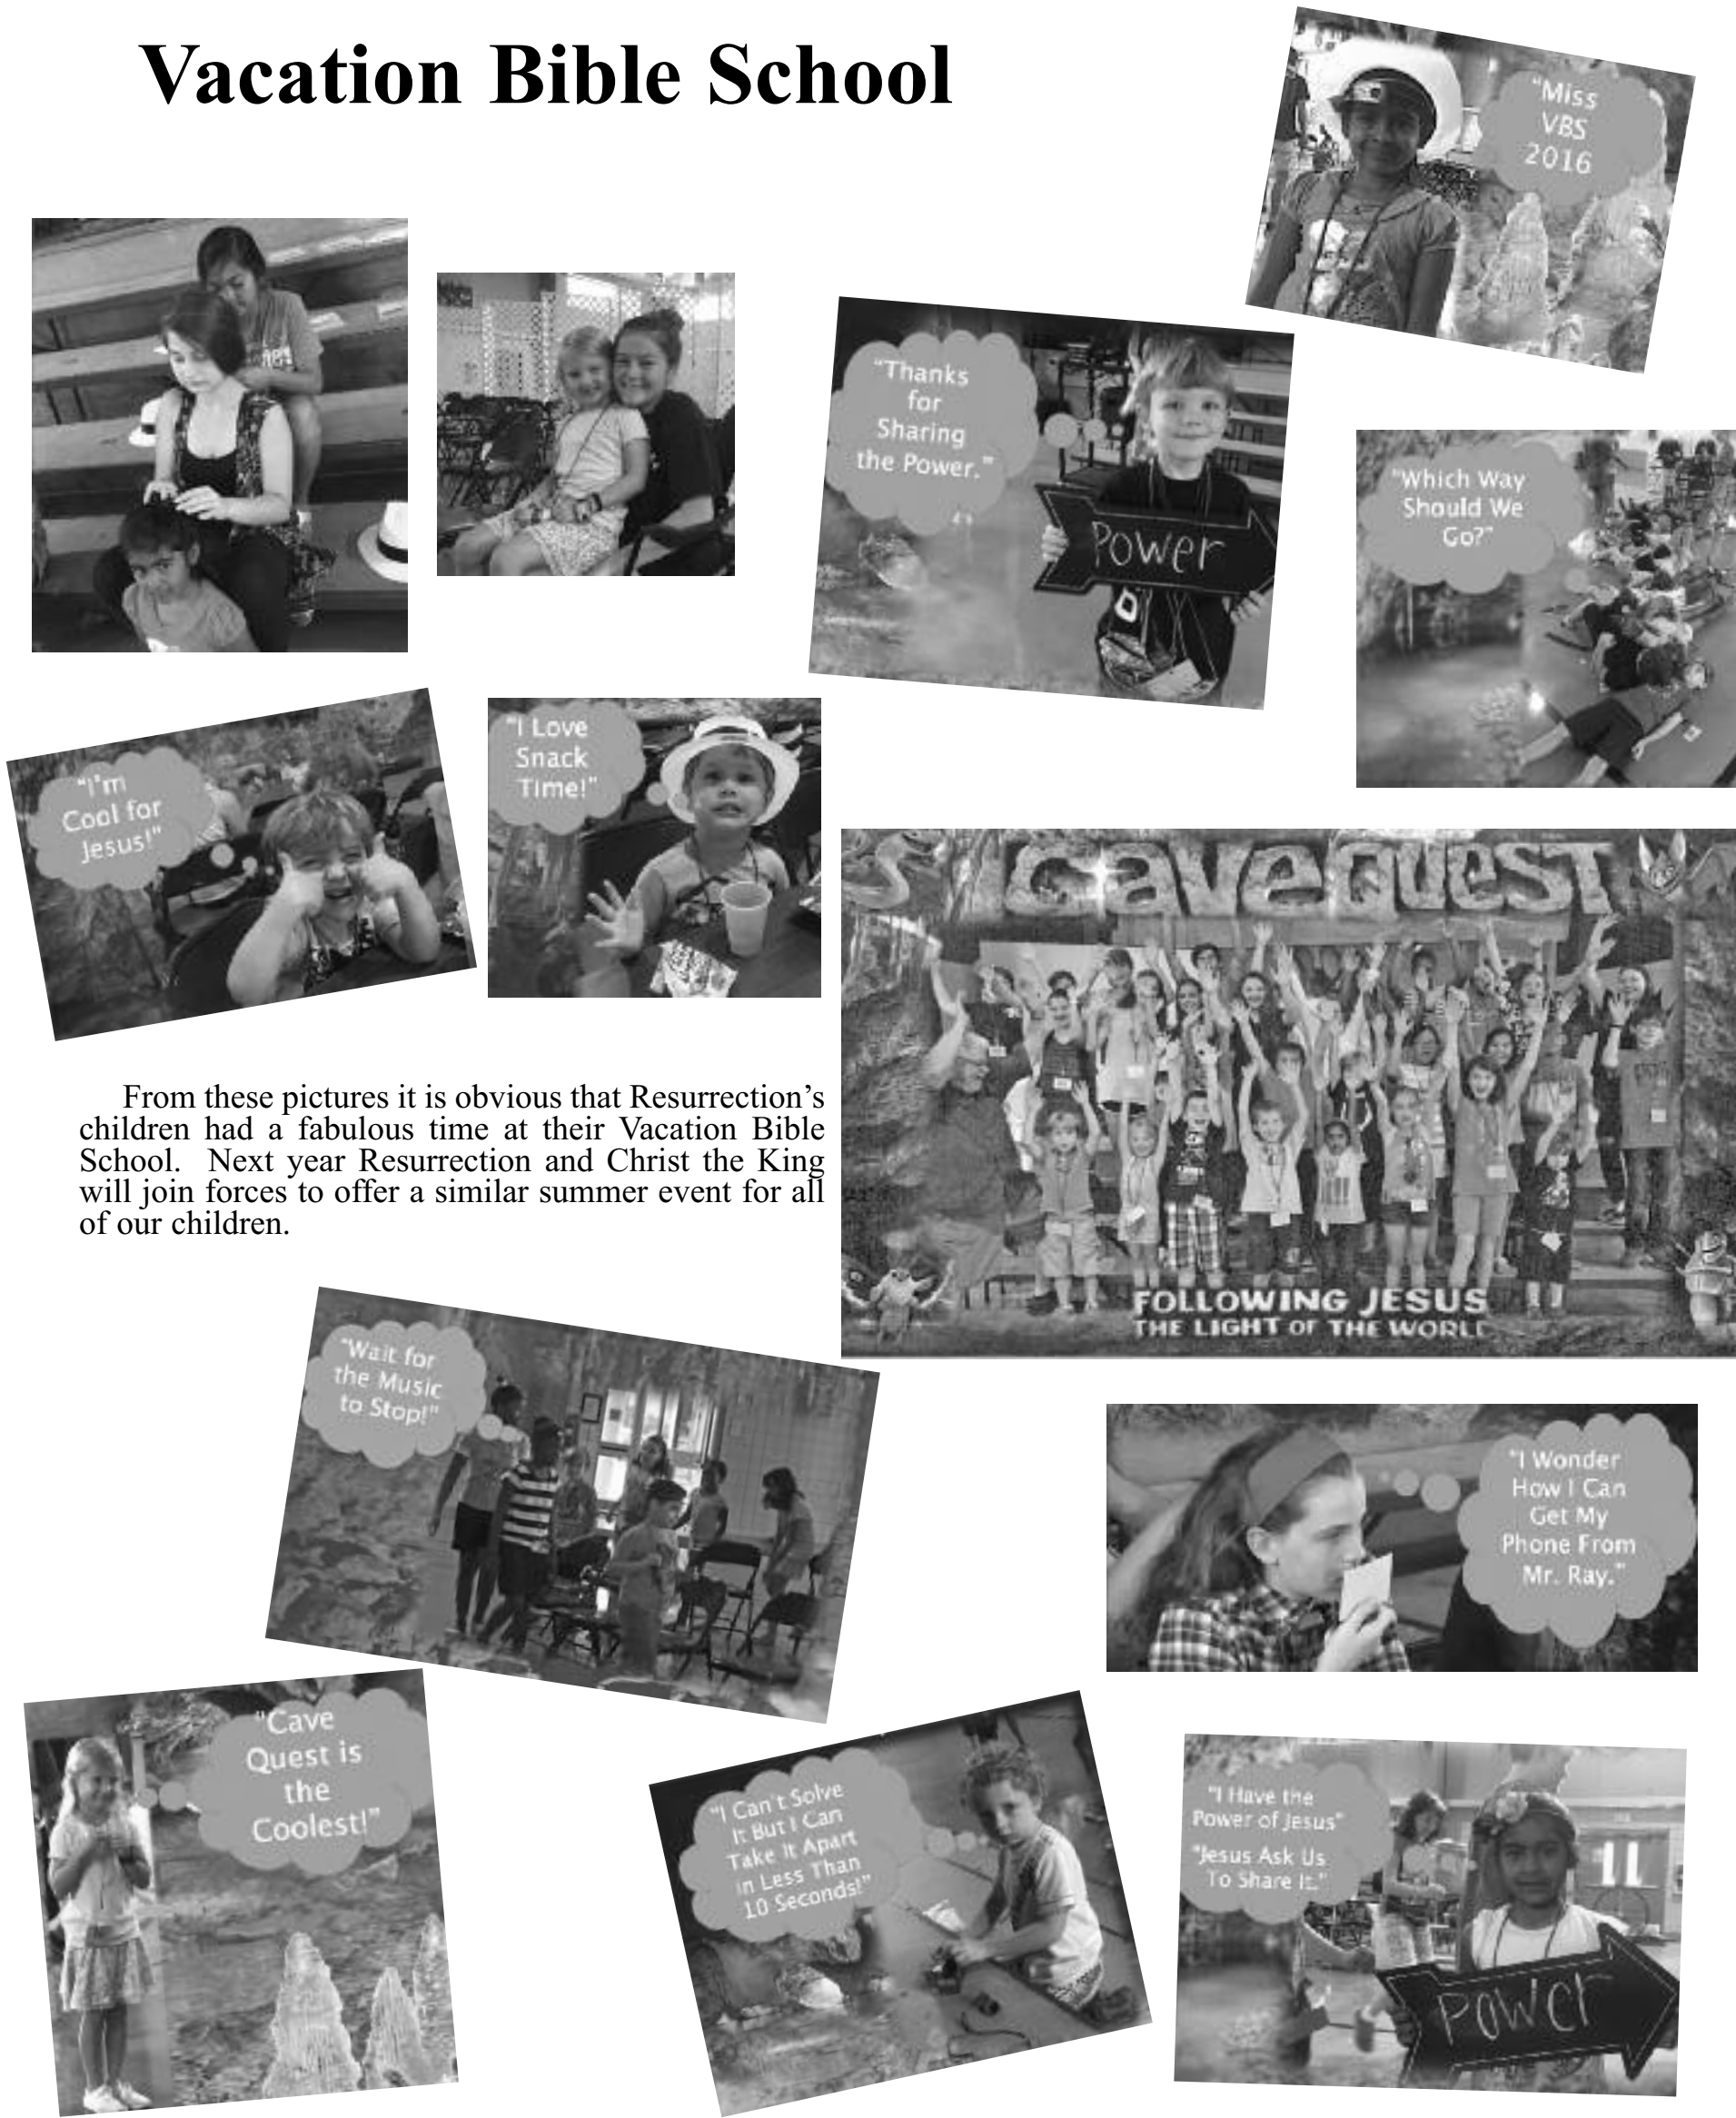 Vacation Bible School
"Miss
VBS
2016
"Thanks
for
Sharing
the Power."
Power
"Which Way
Should We
Go?"
"I'm
Cool for
Jesus!"
"I Love
Snack
Time!"
CAVEQUEST
FOLLOWING JESUS
THE LIGHT OF THE WORLD
From these pictures it is obvious that Resurrection's
children had a fabulous time at their Vacation Bible
School. Next year Resurrection and Christ the King
will join forces to offer a similar summer event for all
of our children.
"Wait for
the Music
to Stop!"
"I Wonder
How I Can
Get My
Phone From
Mr. Ray."
"Cave
Quest is
the
Coolest!"
"I Can't Solve
It But I Can
Take It Apart
in Less Than
10 Seconds!"
"I Have the
Power of Jesus"
"Jesus Ask Us
To Share It."
Power